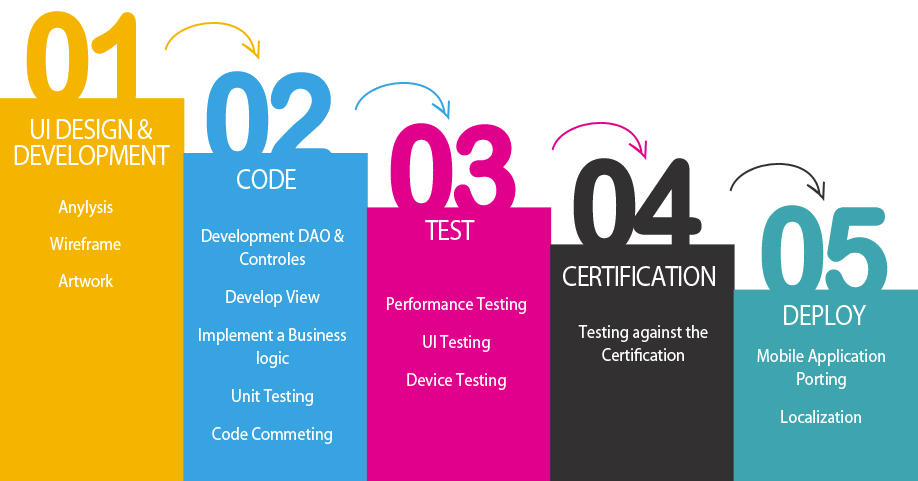 01
UI DESIGN &
DEVELOPMENT
Anylysis
Wireframe
Artwork
02
CODE
Development DAO &
Controles
Develop View
Implement a Business
logic
Unit Testing
Code Commeting
03
TEST
Performance Testing
UI Testing
Device Testing
04
CERTIFICATION
Testing against the
Certification
05
DEPLOY
Mobile Application
Porting
Localization